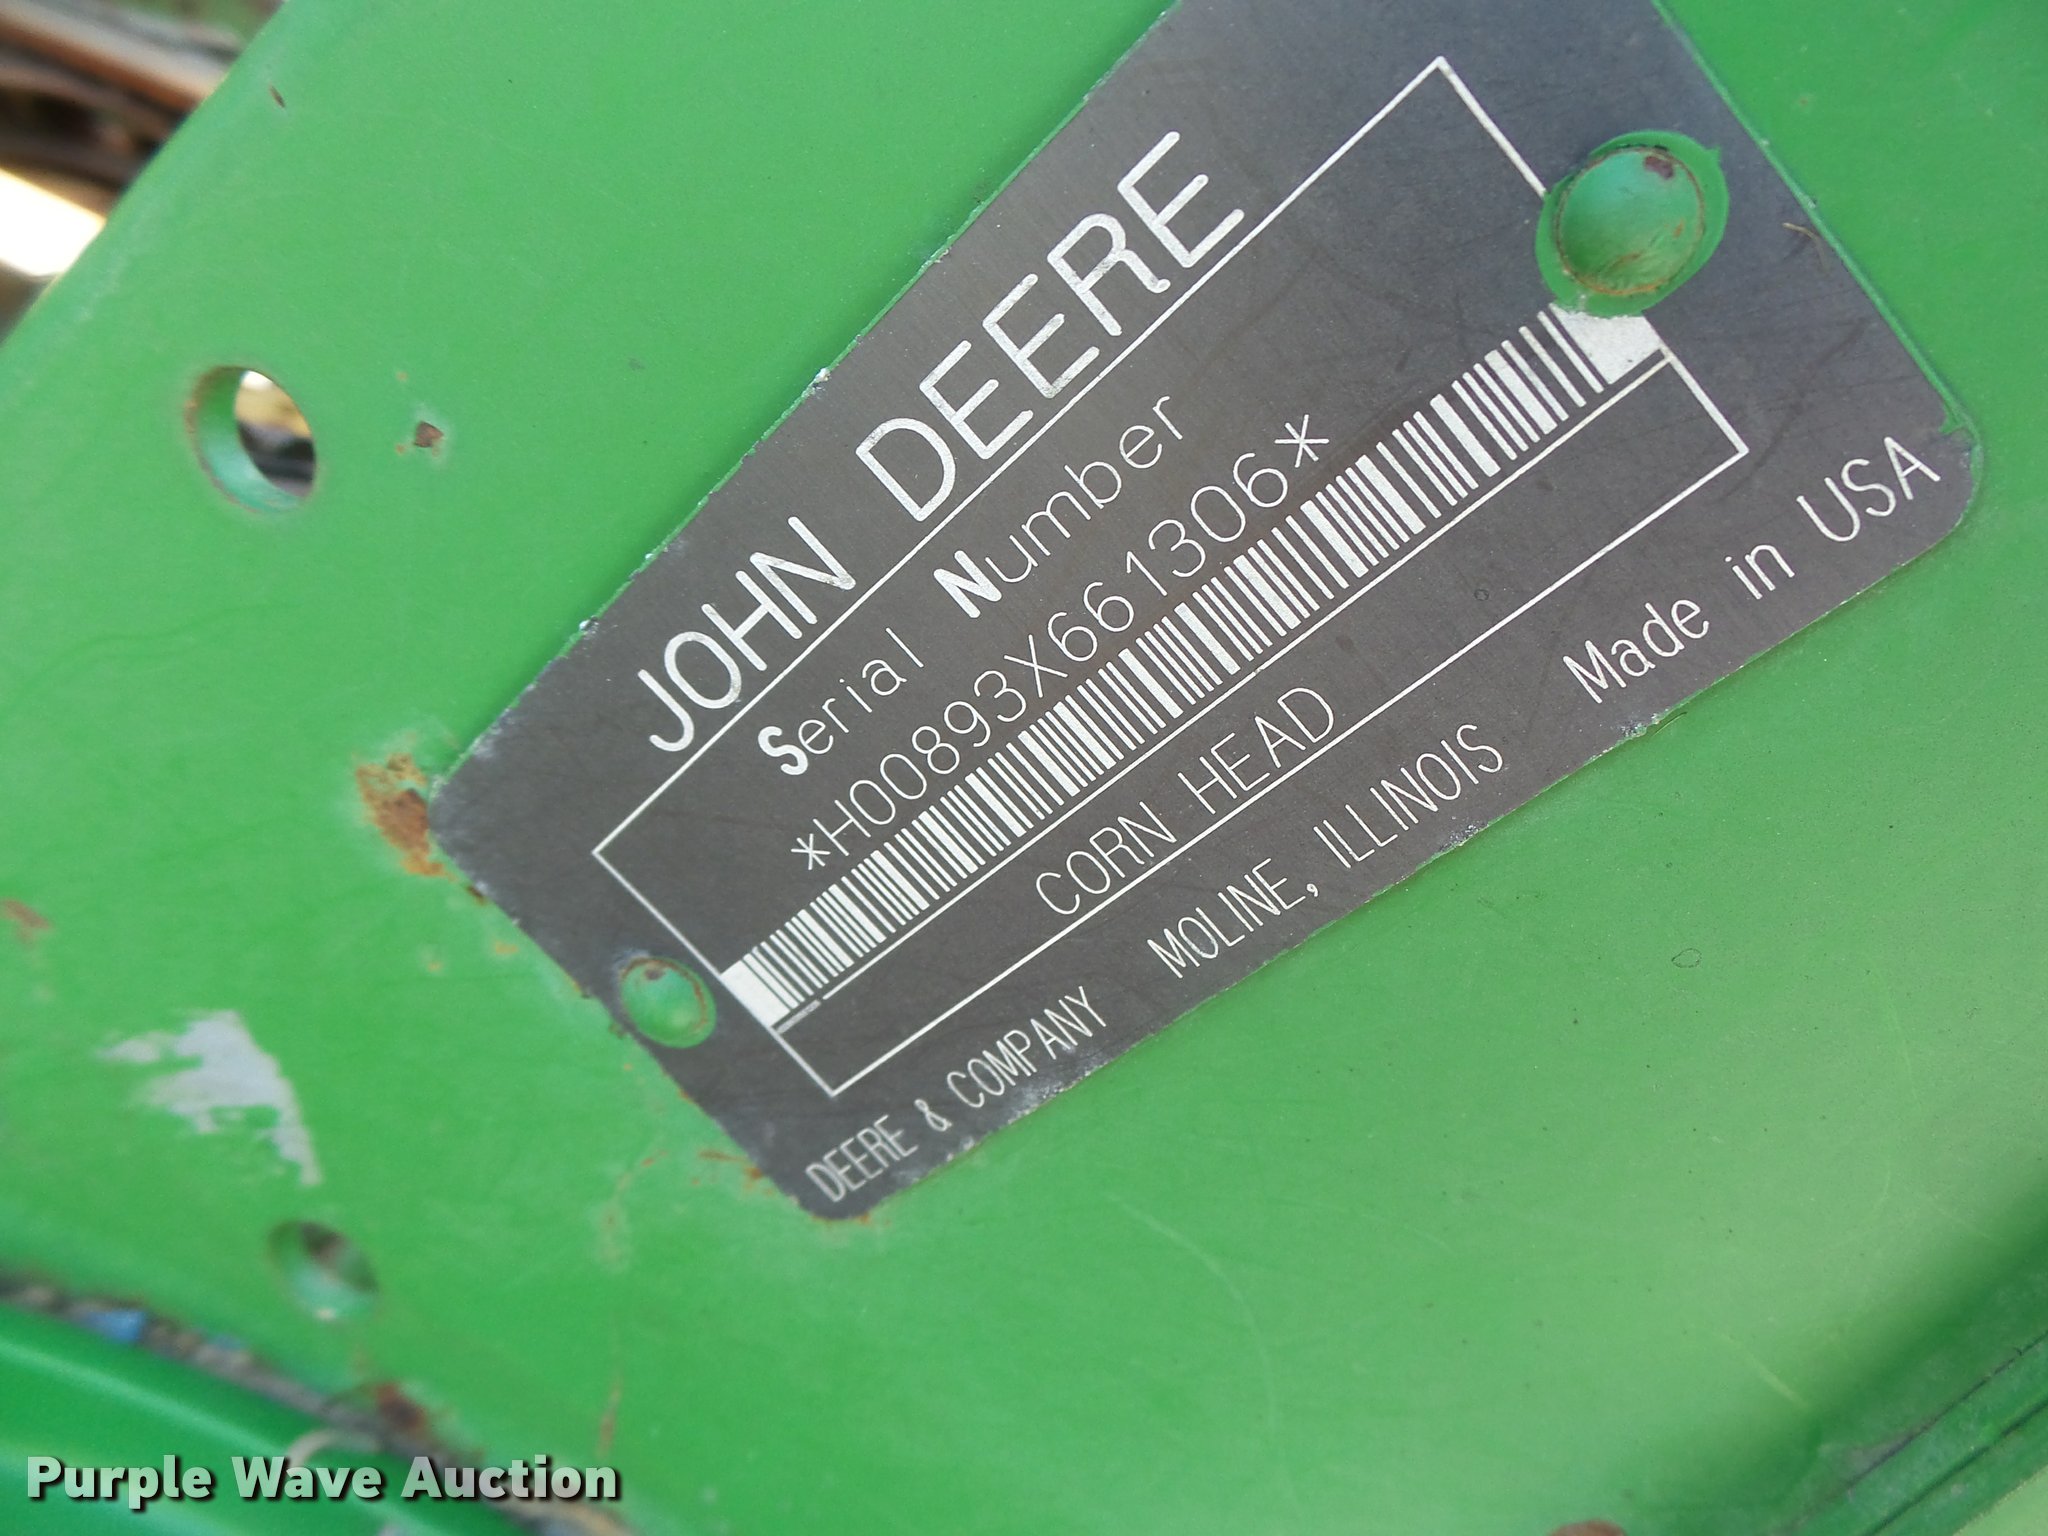 JOHN DEERE
Serial Number
*H00893X661306*
CORN HEAD
DEERE & COMPANY MOLINE, ILLINOIS Made in USA
Purple Wave Auction